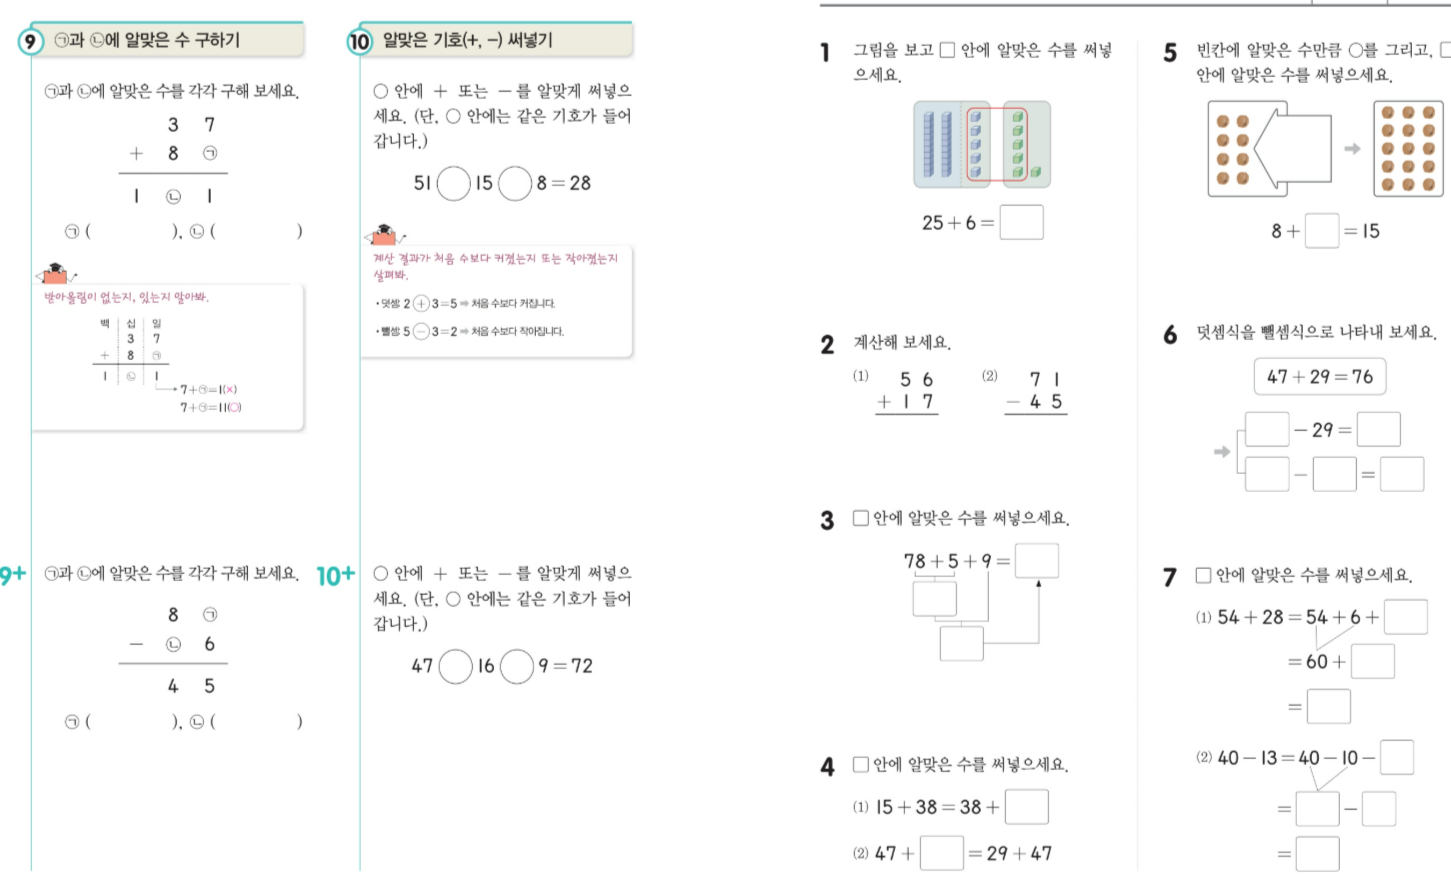 9 ㉠과 ㉡에 알맞은 수 구하기
㉠과 ㉡에 알맞은 수를 각각 구해 보세요.
3 7
+ 8 ㉠
1 ㉡ 1
㉠ ( ), ㉡ ( )
받아올림이 없는지, 있는지 알아봐.
백 십 일
3 7
+ 8 ㉠
1 ㉡ 1
7+㉠=1(×)
7+㉠=11(○)
9+ ㉠과 ㉡에 알맞은 수를 각각 구해 보세요.
8 ㉠
- ㉡ 6
4 5
㉠ ( ), ㉡ ( )
10 알맞은 기호(+, -) 써넣기
○ 안에 + 또는 -를 알맞게 써넣으
세요. (단, ○ 안에는 같은 기호가 들어
갑니다.)
51 ○ 15 ○ 8=28
계산 결과가 처음 수보다 커졌는지 또는 작아졌는지
살펴봐.
•덧셈 2 + 3=5 ⇒ 처음 수보다 커집니다.
•뺄셈 5 - 3=2 ⇒ 처음 수보다 작아집니다.
10+ ○ 안에 + 또는 -를 알맞게 써넣으
세요. (단, ○ 안에는 같은 기호가 들어
갑니다.)
47 ○ 16 ○ 9=72
1 그림을 보고 □ 안에 알맞은 수를 써넣
으세요.
25+6=□
2 계산해 보세요.
(1) 5 6 (2) 7 1
+ 1 7 - 4 5
3 □ 안에 알맞은 수를 써넣으세요.
78+5+9=□
4 □ 안에 알맞은 수를 써넣으세요.
(1) 15+38=38+□
(2) 47+□=29+47
5 빈칸에 알맞은 수만큼 ○를 그리고, □
안에 알맞은 수를 써넣으세요.
8+□=15
6 덧셈식을 뺄셈식으로 나타내 보세요.
47+29=76
□-29=□
□-□=□
7 □ 안에 알맞은 수를 써넣으세요.
(1) 54+28=54+6+□
=60+□
=□
(2) 40-13=40-10-□
=□-□
=□